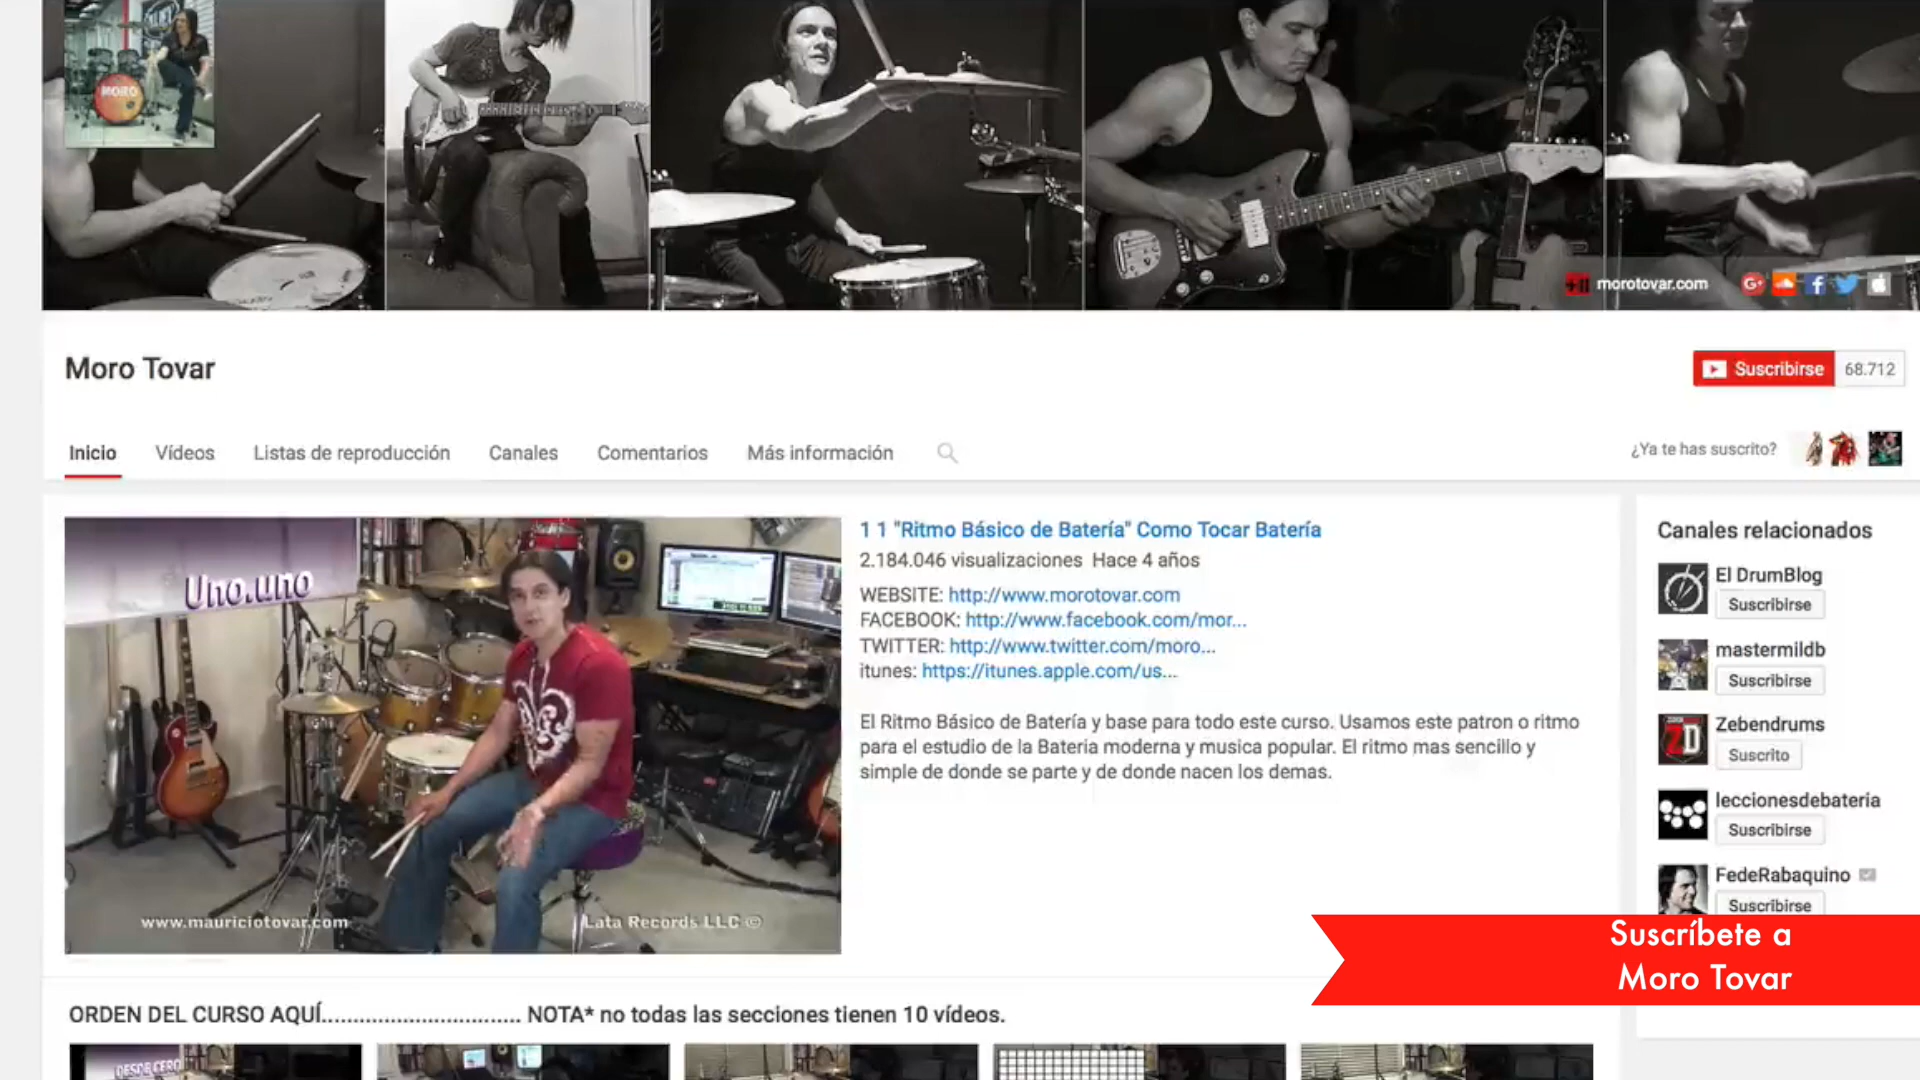 MORO
morotovar.com
Moro Tovar
Suscribirse 68.712
Inicio Vídeos Listas de reproducción Canales Comentarios Más información
¿Ya te has suscrito?
Uno.uno
www.mauriciotovar.com
Lata Records LLC ©
1 1 "Ritmo Básico de Batería" Como Tocar Batería
2.184.046 visualizaciones Hace 4 años
WEBSITE: http://www.morotovar.com
FACEBOOK: http://www.facebook.com/mor...
TWITTER: http://www.twitter.com/moro...
itunes: https://itunes.apple.com/us...
El Ritmo Básico de Batería y base para todo este curso. Usamos este patron o ritmo
para el estudio de la Bateria moderna y musica popular. El ritmo mas sencillo y
simple de donde se parte y de donde nacen los demas.
Canales relacionados
El DrumBlog
Suscribirse
mastermildb
Suscribirse
Zebendrums
Suscrito
ZD
leccionesdebateria
Suscribirse
FedeRabaquino
Suscribirse
Suscríbete a
Moro Tovar
ORDEN DEL CURSO AQUÍ................................ NOTA* no todas las secciones tienen 10 vídeos.
DESDE CERO